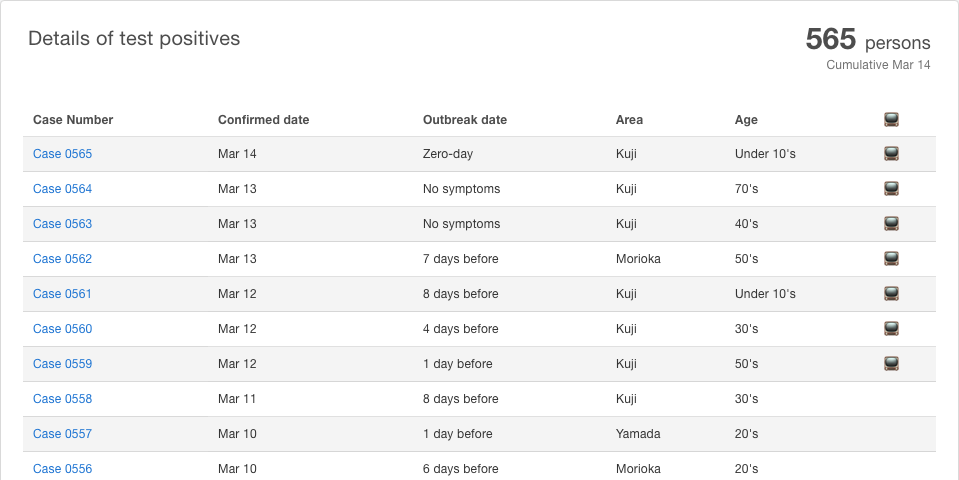 Details of test positives
565 persons
Cumulative Mar 14
Case Number Confirmed date Outbreak date Area Age
Case 0565 Mar 14 Zero-day Kuji Under 10's
Case 0564 Mar 13 No symptoms Kuji 70's
Case 0563 Mar 13 No symptoms Kuji 40's
Case 0562 Mar 13 7 days before Morioka 50's
Case 0561 Mar 12 8 days before Kuji Under 10's
Case 0560 Mar 12 4 days before Kuji 30's
Case 0559 Mar 12 1 day before Kuji 50's
Case 0558 Mar 11 8 days before Kuji 30's
Case 0557 Mar 10 1 day before Yamada 20's
Case 0556 Mar 10 6 days before Morioka 20's